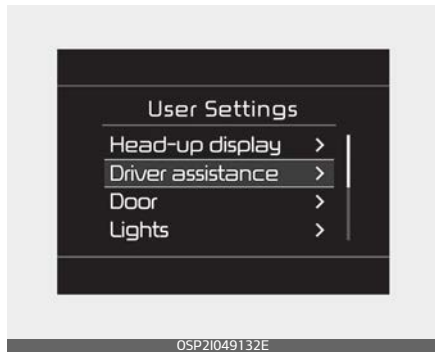 User Settings
Head-up display >
Driver assistance >
Door >
Lights >
OSP2I049132E